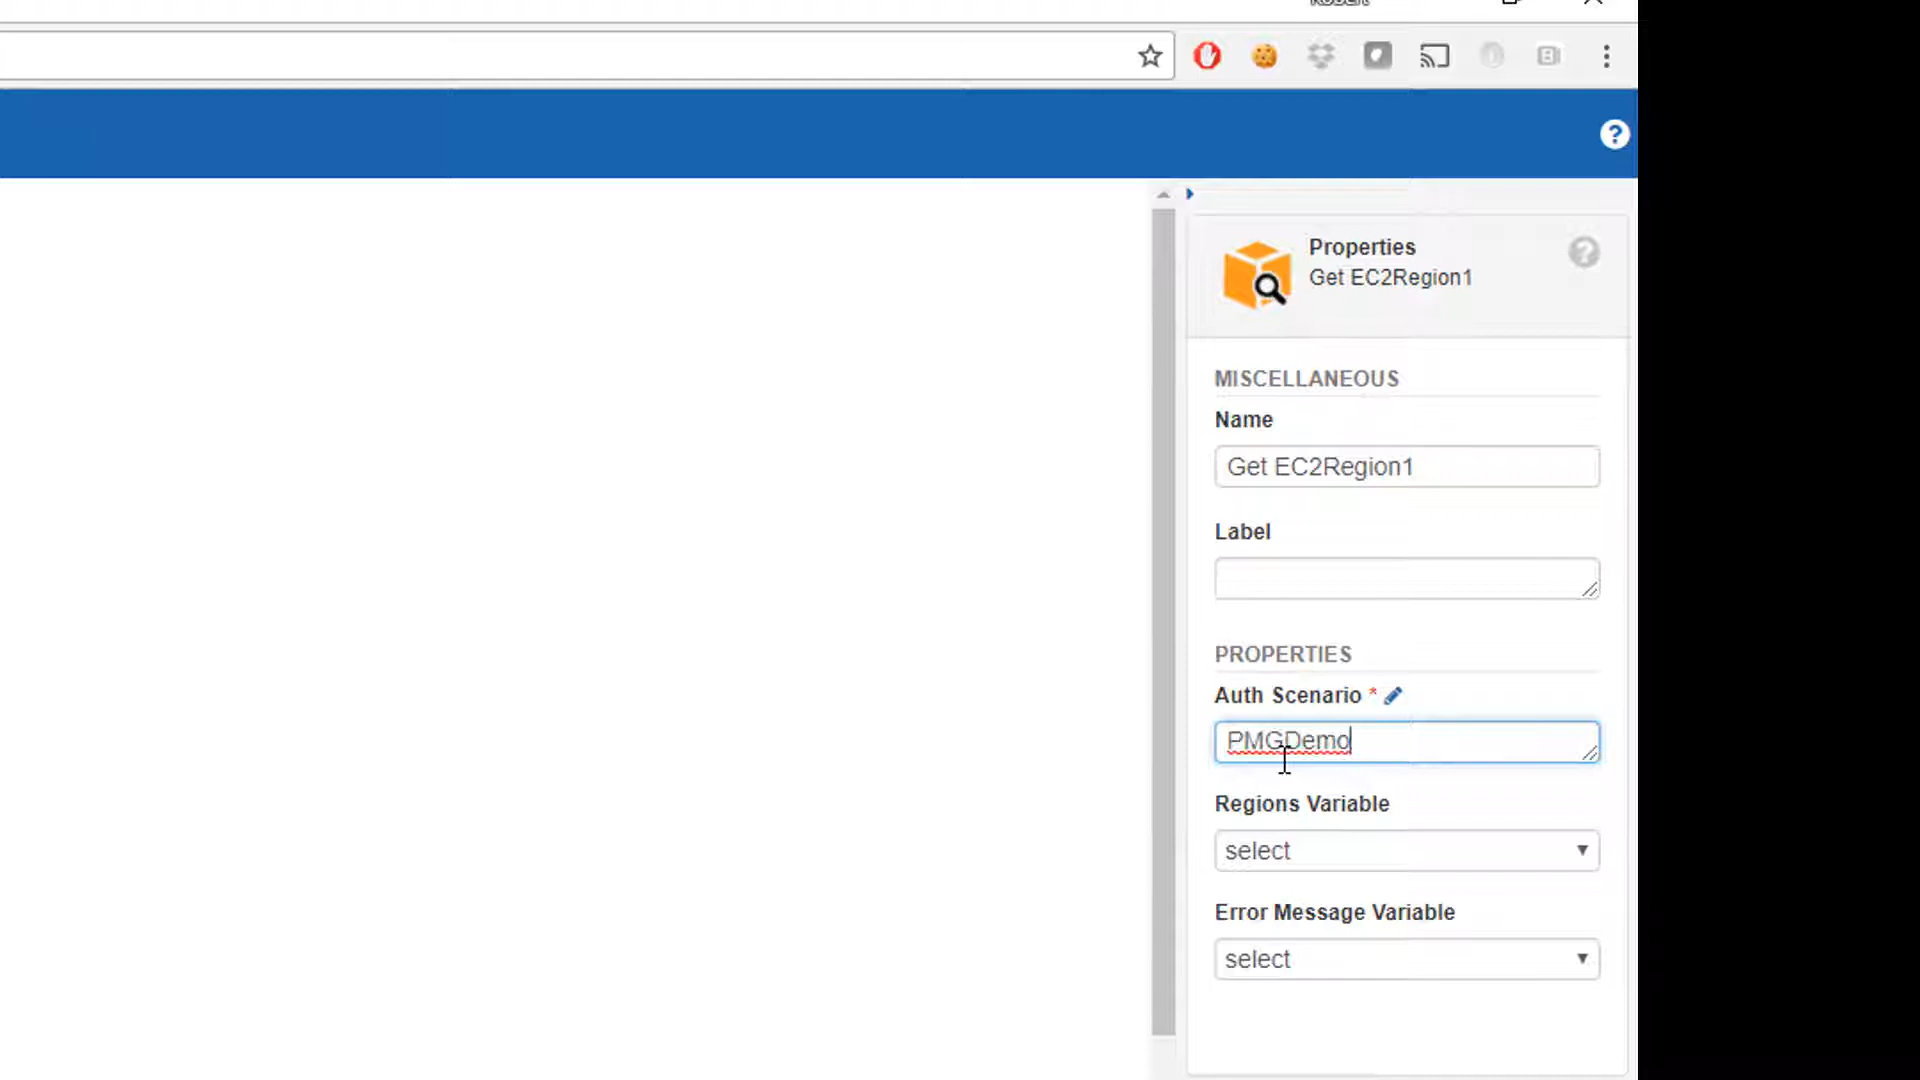 Properties
Get EC2Region1
MISCELLANEOUS
Name
Get EC2Region1
Label
PROPERTIES
Auth Scenario *
PMGDemo
Regions Variable
select
Error Message Variable
select